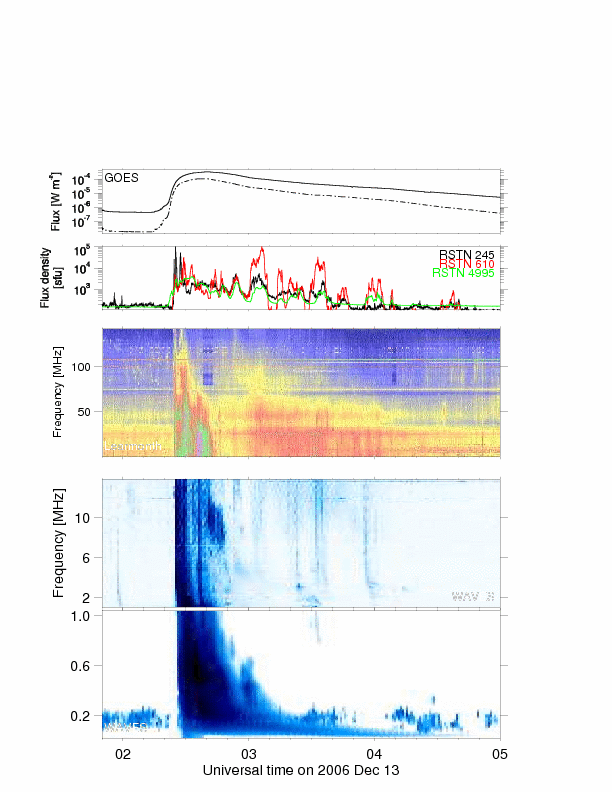 GOES
Flux [W m⁻²]
10⁻⁴
10⁻⁵
10⁻⁶
10⁻⁷
RSTN 245
RSTN 610
RSTN 4995
Flux density
[sfu]
10⁵
10⁴
10³
Frequency [MHz]
100
50
Frequency [MHz]
10
6
2
1.0
0.6
0.2
02 03 04 05
Universal time on 2006 Dec 13